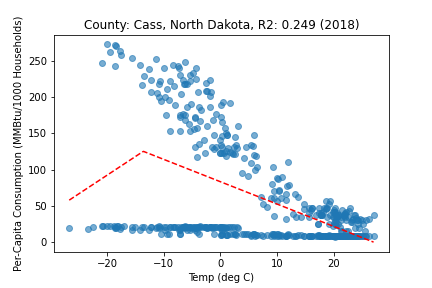 County: Cass, North Dakota, R2: 0.249 (2018)
Per-Capita Consumption (MMBtu/1000 Households)
250
200
150
100
50
0
−20 −10 0 10 20
Temp (deg C)